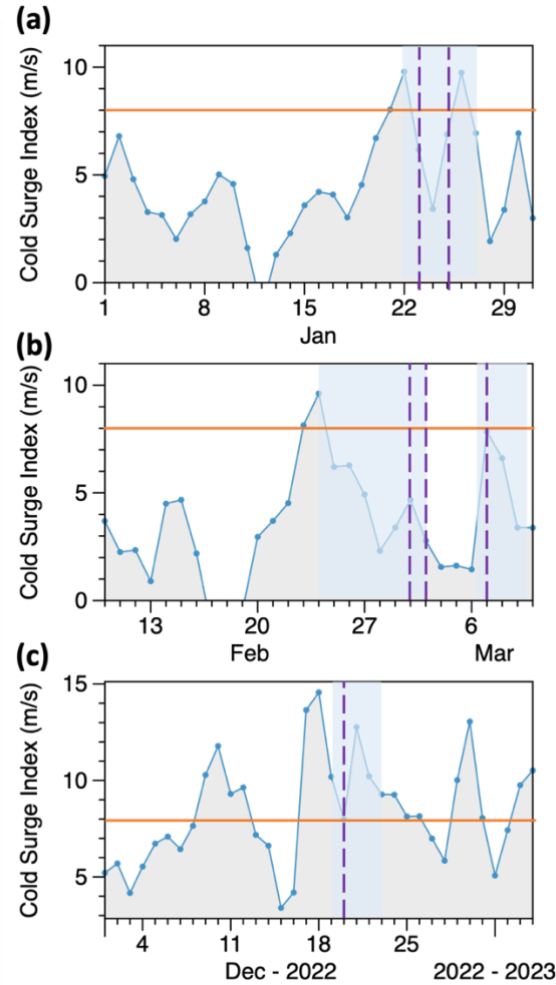 (a)
Cold Surge Index (m/s)
10
5
0
1 8 15 22 29
Jan
(b)
Cold Surge Index (m/s)
10
5
0
13 20 27 6
Feb Mar
(c)
Cold Surge Index (m/s)
15
10
5
4 11 18 25
Dec - 2022 2022 - 2023